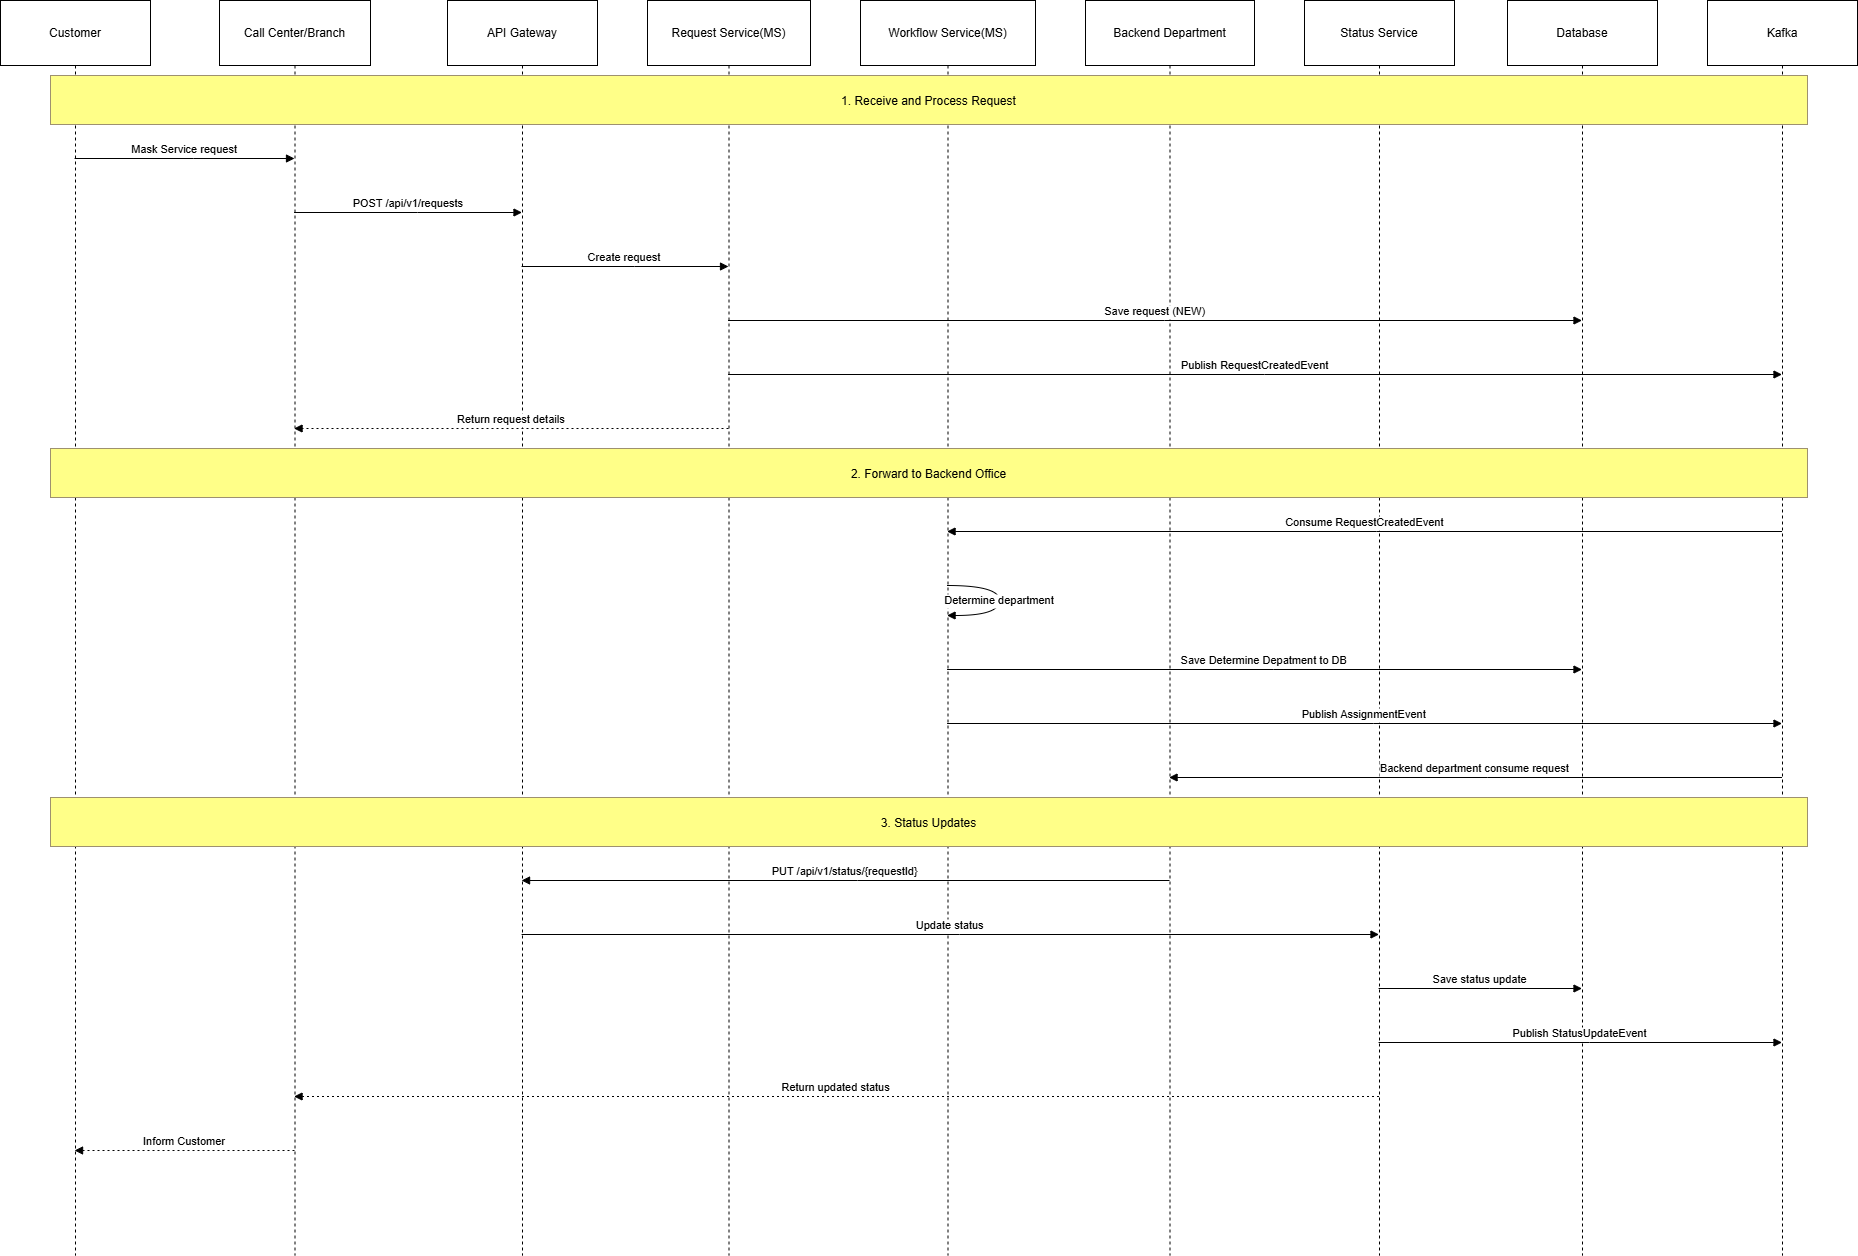 Customer
Call Center/Branch
API Gateway
Request Service(MS)
Workflow Service(MS)
Backend Department
Status Service
Database
Kafka
1. Receive and Process Request
Mask Service request
POST /api/v1/requests
Create request
Save request (NEW)
Publish RequestCreatedEvent
Return request details
2. Forward to Backend Office
Consume RequestCreatedEvent
Determine department
Save Determine Depatment to DB
Publish AssignmentEvent
Backend department consume request
3. Status Updates
PUT /api/v1/status/{requestId}
Update status
Save status update
Publish StatusUpdateEvent
Return updated status
Inform Customer